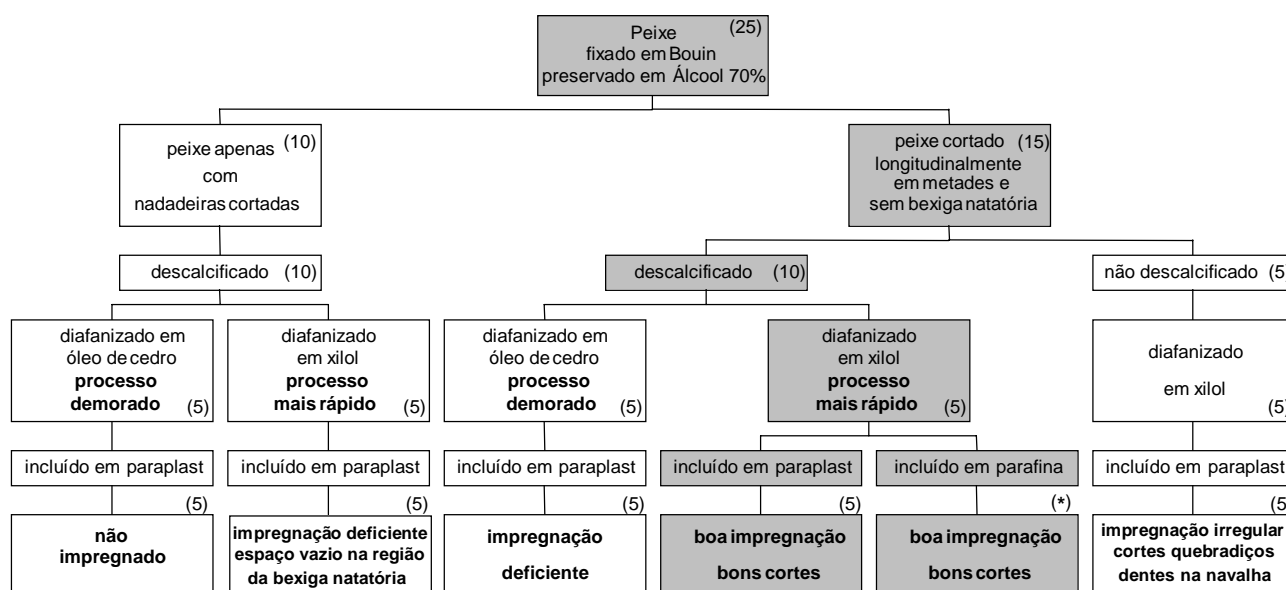 Peixe (25)
fixado em Bouin
preservado em Álcool 70%
peixe apenas (10)
com
nadadeiras cortadas
peixe cortado (15)
longitudinalmente
em metades e
sem bexiga natatória
descalcificado (10)
descalcificado (10)
não descalcificado (5)
diafanizado em
óleo de cedro
processo
demorado (5)
diafanizado
em xilol
processo
mais rápido (5)
diafanizado em
óleo de cedro
processo
demorado (5)
diafanizado
em xilol
processo
mais rápido (5)
diafanizado
em xilol
(5)
incluído em paraplast
incluído em paraplast
incluído em paraplast
incluído em paraplast
incluído em parafina
incluído em paraplast
(5)
não
impregnado
(5)
impregnação deficiente
espaço vazio na região
da bexiga natatória
(5)
impregnação
deficiente
(5)
boa impregnação
bons cortes
(*)
boa impregnação
bons cortes
(5)
impregnação irregular
cortes quebradiços
dentes na navalha